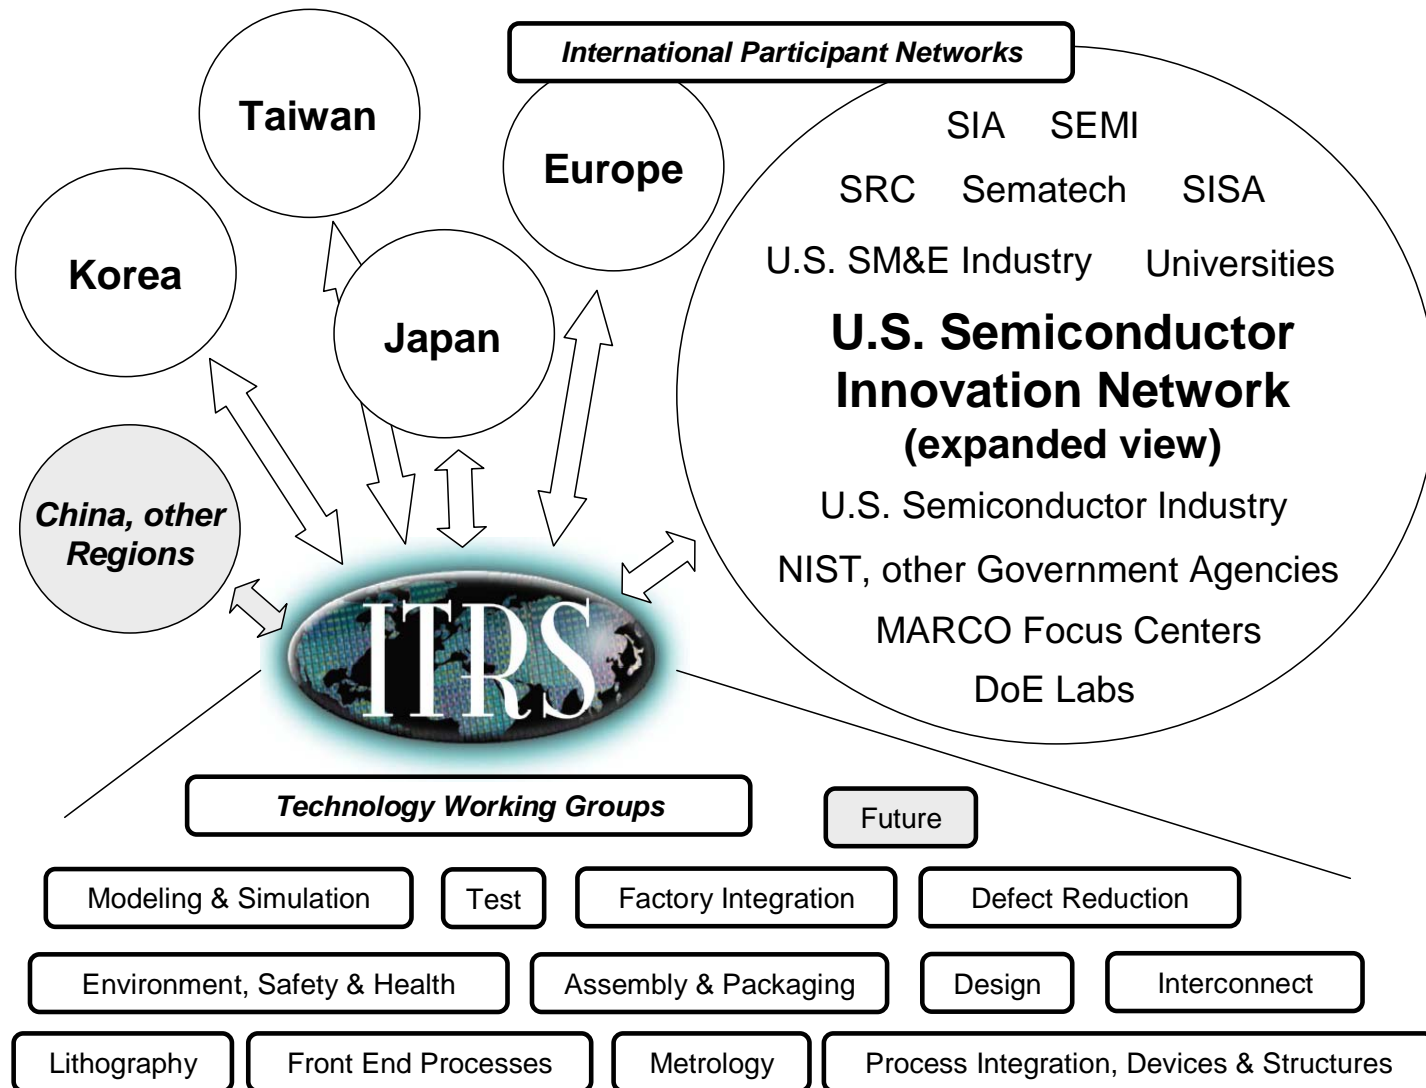 International Participant Networks
Taiwan
Europe
Korea
Japan
China, other
Regions
SIA SEMI
SRC Sematech SISA
U.S. SM&E Industry Universities
U.S. Semiconductor
Innovation Network
(expanded view)
U.S. Semiconductor Industry
NIST, other Government Agencies
MARCO Focus Centers
DoE Labs
ITRS
Technology Working Groups
Future
Modeling & Simulation
Test
Factory Integration
Defect Reduction
Environment, Safety & Health
Assembly & Packaging
Design
Interconnect
Lithography
Front End Processes
Metrology
Process Integration, Devices & Structures